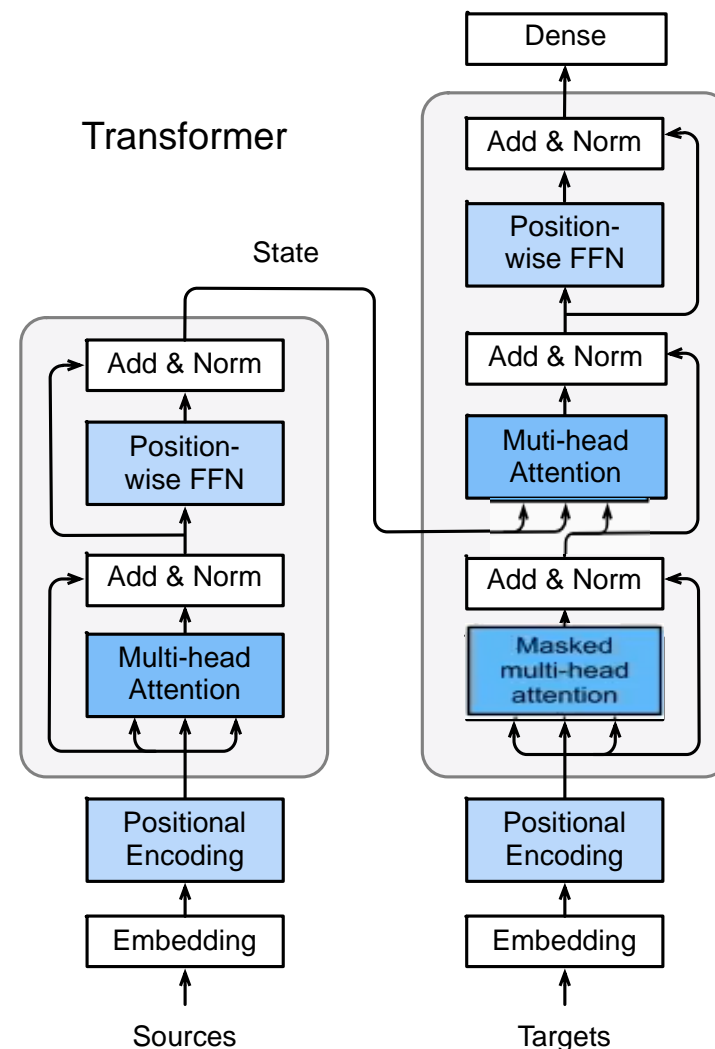 Transformer
State
Add & Norm
Position-
wise FFN
Add & Norm
Multi-head
Attention
Positional
Encoding
Embedding
Sources
Dense
Add & Norm
Position-
wise FFN
Add & Norm
Muti-head
Attention
Add & Norm
Masked
multi-head
attention
Positional
Encoding
Embedding
Targets